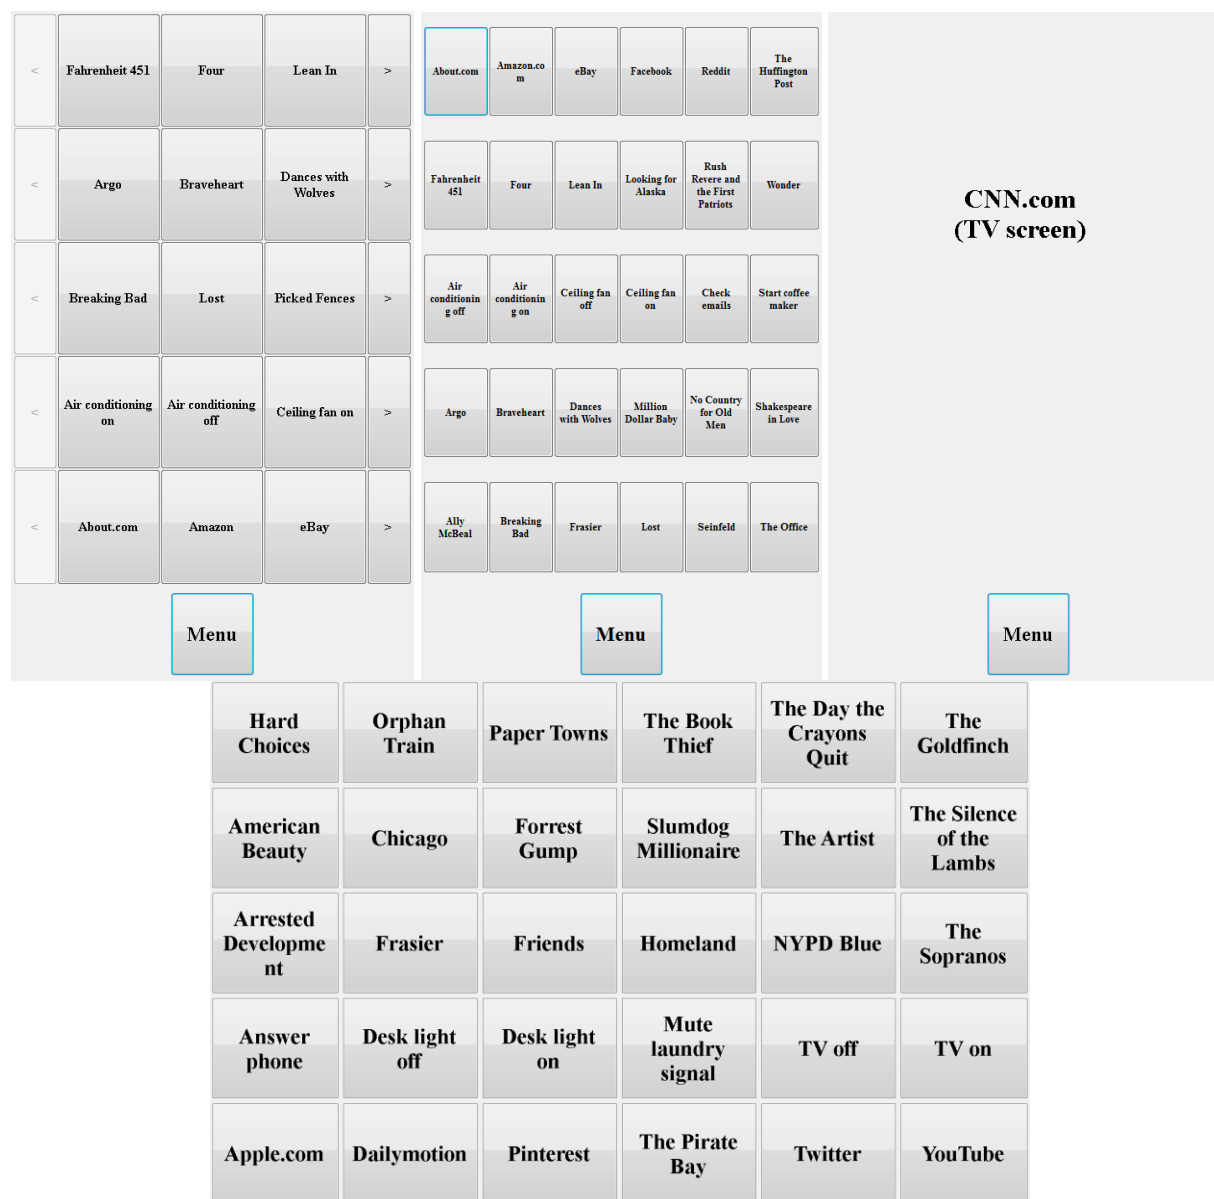 < Fahrenheit 451 Four Lean In >
< Argo Braveheart Dances with
Wolves >
< Breaking Bad Lost Picked Fences >
< Air conditioning
on Air conditioning
off Ceiling fan on >
< About.com Amazon eBay >
Menu
About.com Amazon.co
m eBay Facebook Reddit The
Huffington
Post
Fahrenheit
451 Four Lean In Looking for
Alaska Rush
Revere and
the First
Patriots Wonder
Air
conditionin
g off Air
conditionin
g on Ceiling fan
off Ceiling fan
on Check
emails Start coffee
maker
Argo Braveheart Dances
with Wolves Million
Dollar Baby No Country
for Old
Men Shakespeare
in Love
Ally
McBeal Breaking
Bad Frasier Lost Seinfeld The Office
Menu
CNN.com
(TV screen)
Menu
Hard
Choices Orphan
Train Paper Towns The Book
Thief The Day the
Crayons
Quit The
Goldfinch
American
Beauty Chicago Forrest
Gump Slumdog
Millionaire The Artist The Silence
of the
Lambs
Arrested
Developme
nt Frasier Friends Homeland NYPD Blue The
Sopranos
Answer
phone Desk light
off Desk light
on Mute
laundry
signal TV off TV on
Apple.com Dailymotion Pinterest The Pirate
Bay Twitter YouTube